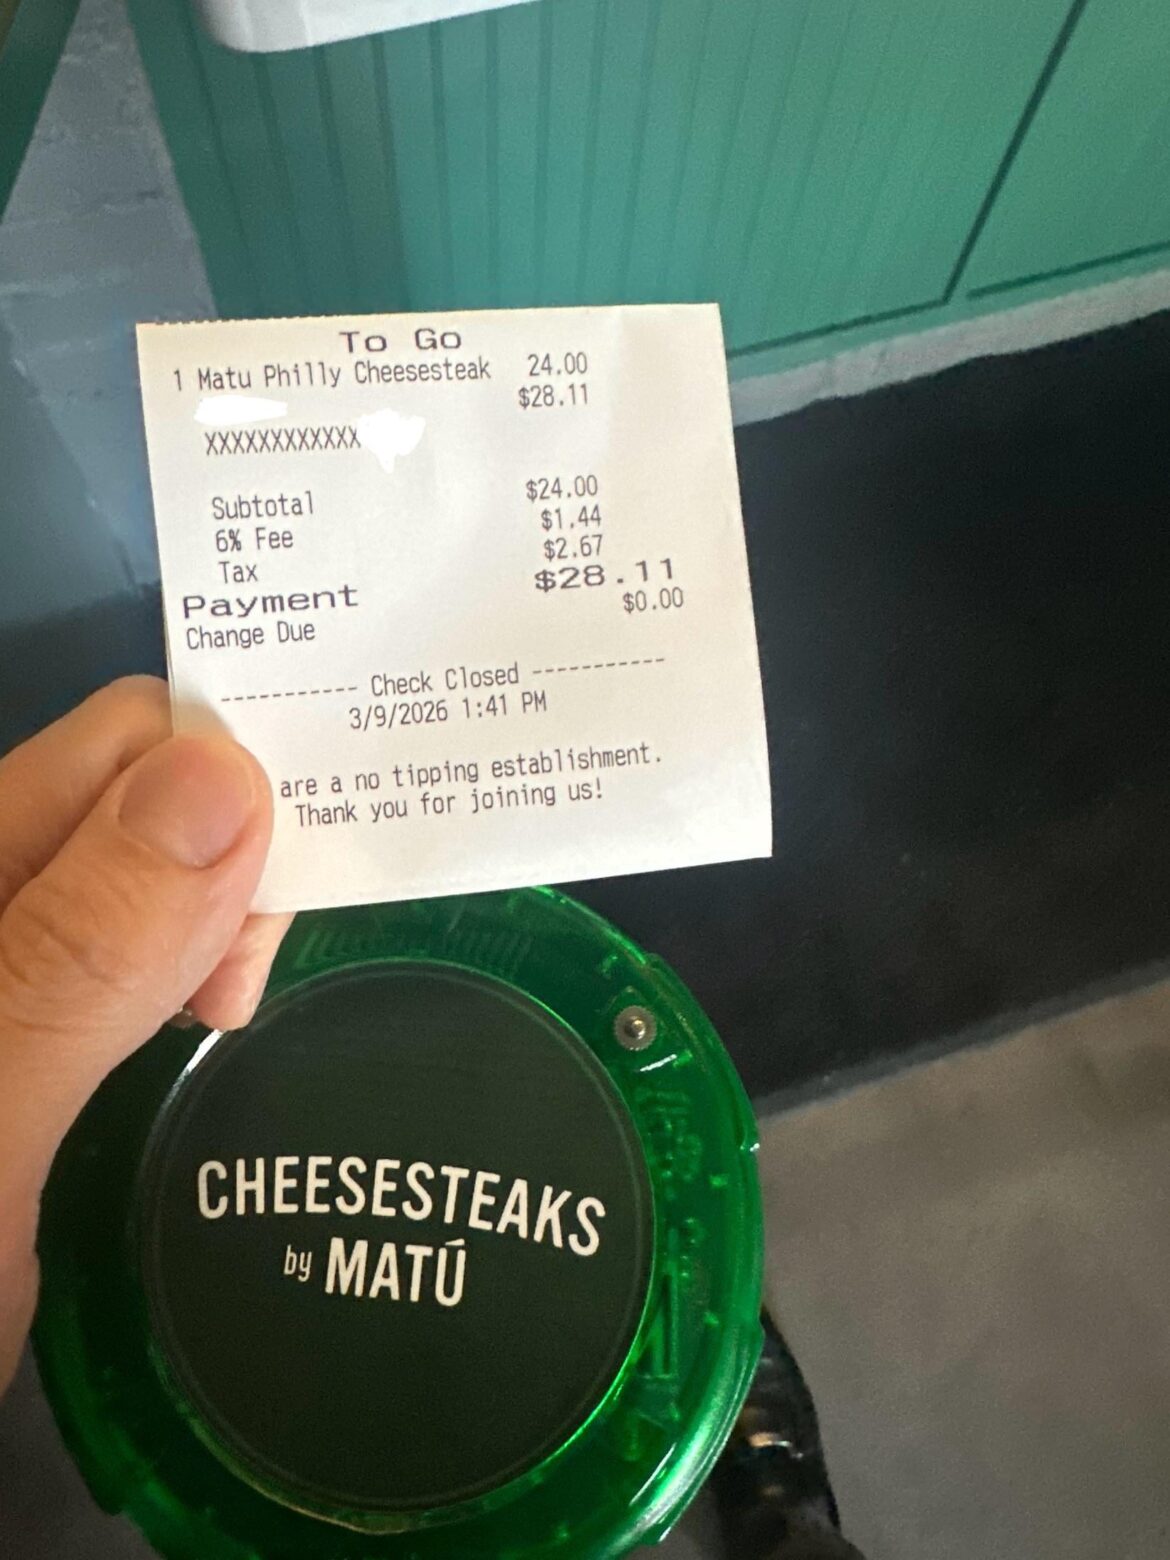 To Go
1 Matu Philly Cheesesteak 24.00
$28.11
XXXXXXXXXXXX
Subtotal $24.00
6% Fee $1.44
Tax $2.67
Payment $28.11
Change Due $0.00
----------- Check Closed -----------
3/9/2026 1:41 PM
are a no tipping establishment.
Thank you for joining us!
CHEESESTEAKS
by MATÚ